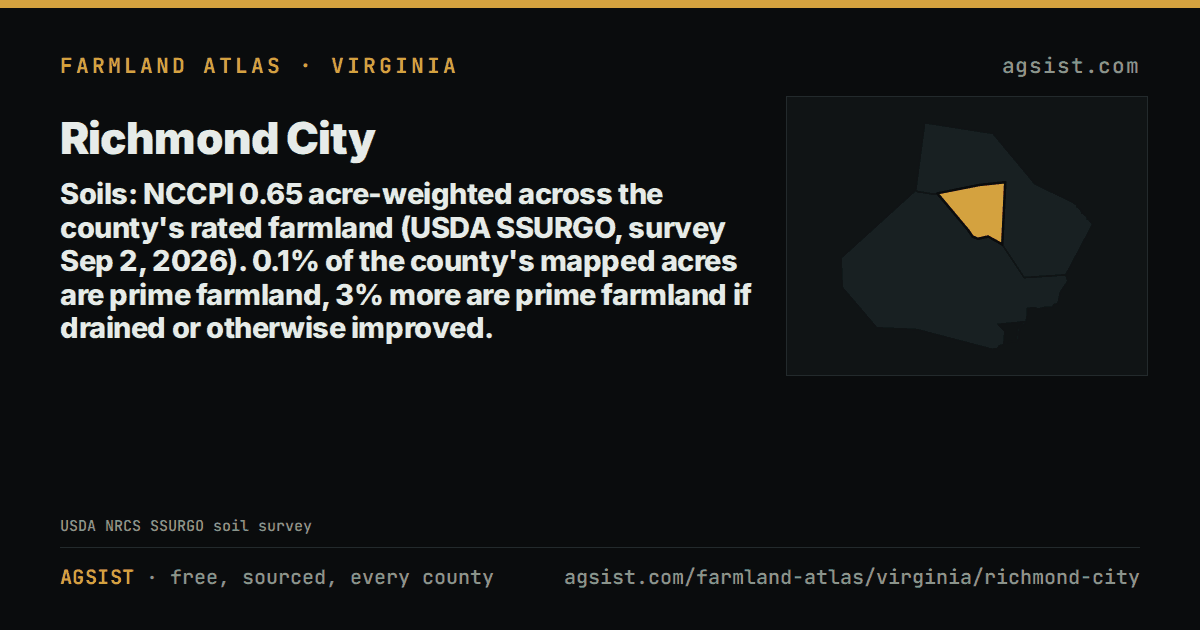 FARMLAND ATLAS · VIRGINIA
agsist.com
Richmond City
Soils: NCCPI 0.65 acre-weighted across the
county's rated farmland (USDA SSURGO, survey
Sep 2, 2026). 0.1% of the county's mapped acres
are prime farmland, 3% more are prime farmland if
drained or otherwise improved.
USDA NRCS SSURGO soil survey
AGSIST · free, sourced, every county
agsist.com/farmland-atlas/virginia/richmond-city